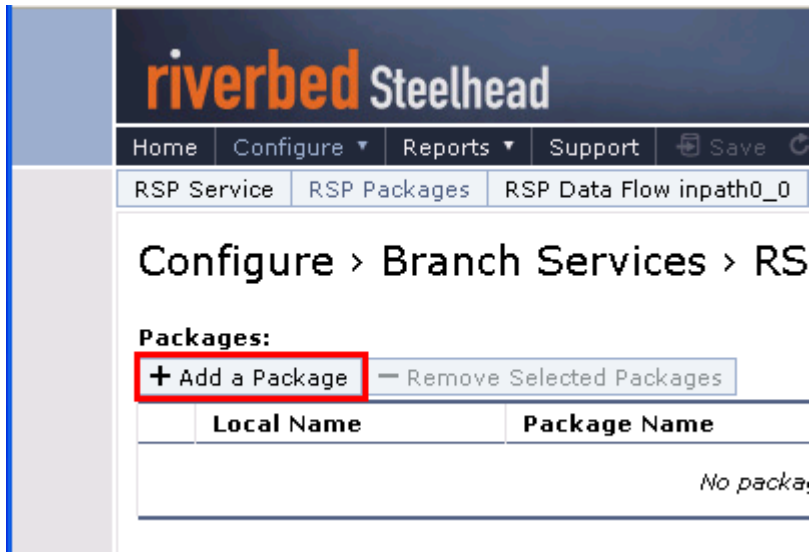 riverbed Steelhead
Home Configure ▾ Reports ▾ Support Save
RSP Service RSP Packages RSP Data Flow inpath0_0
Configure › Branch Services › RS
Packages:
+ Add a Package − Remove Selected Packages
Local Name Package Name
No packa